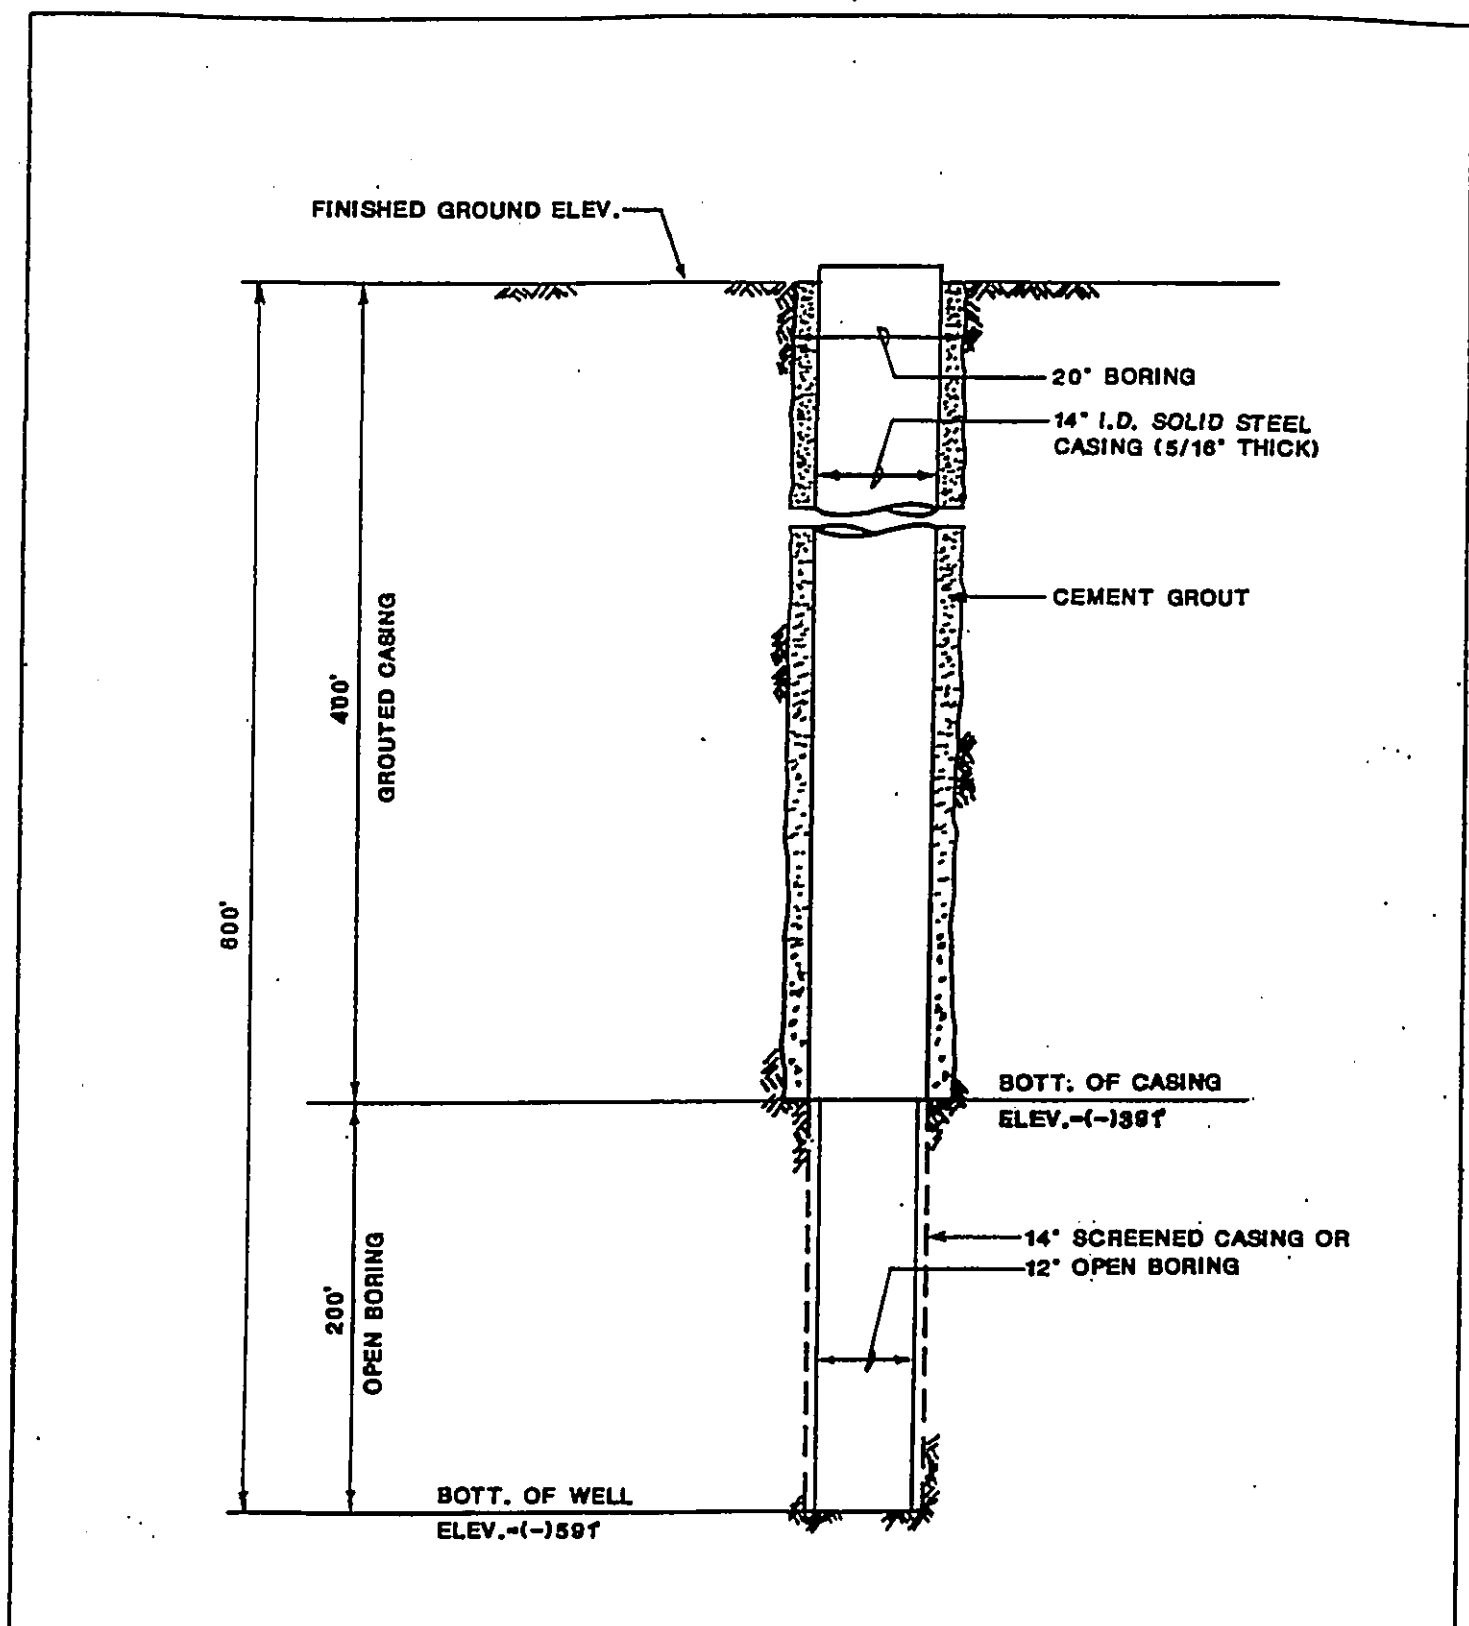 FINISHED GROUND ELEV.
20" BORING
14" I.D. SOLID STEEL
CASING (5/16" THICK)
CEMENT GROUT
400'
GROUTED CASING
600'
BOTT. OF CASING
ELEV.=(-)391'
14" SCREENED CASING OR
12" OPEN BORING
200'
OPEN BORING
BOTT. OF WELL
ELEV.=(-)591'